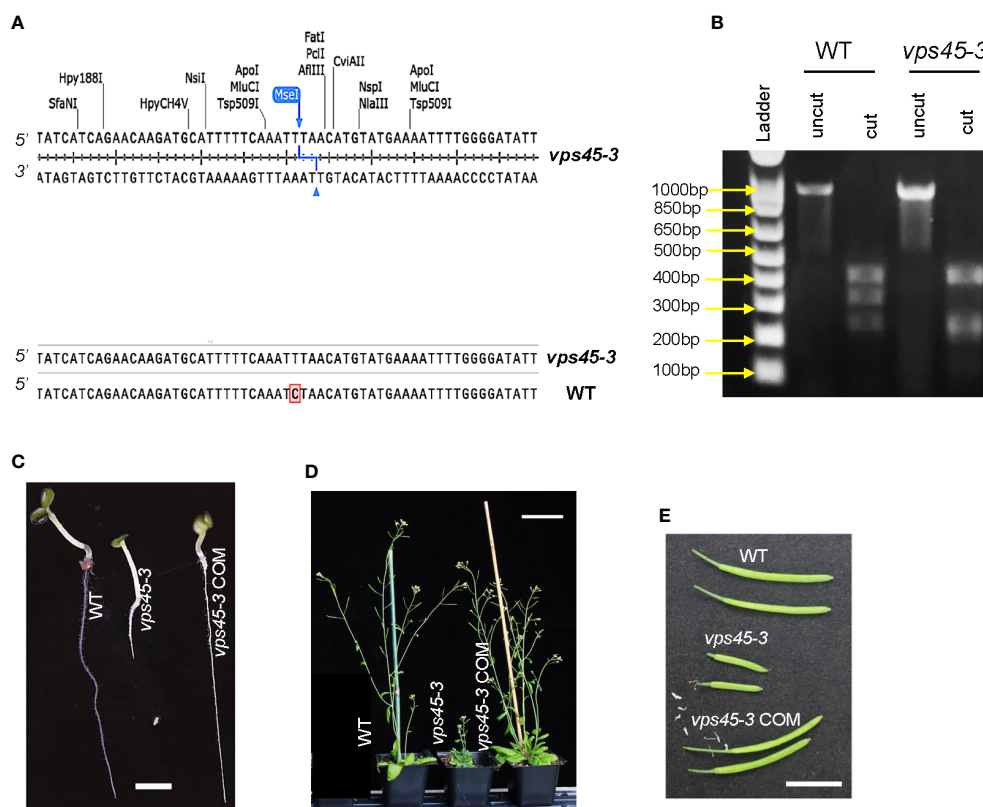 A
FatI
PciI
AflIII
CviAII
Hpy188I
NsiI
ApoI
MluCI
Tsp509I
MseI
NspI
NlaIII
ApoI
MluCI
Tsp509I
SfaNI
HpyCH4V
5' TATCATCAGAACAAGATGCATTTTTCAAATTTAACATGTATGAAAATTTTGGGGATATT
vps45-3
3' ATAGTAGTCTTGTTCTACGTAAAAAGTTTAAATTGTACATACTTTTAAAACCCCTATAA
5' TATCATCAGAACAAGATGCATTTTTCAAATTTAACATGTATGAAAATTTTGGGGATATT vps45-3
5' TATCATCAGAACAAGATGCATTTTTCAAATCTAACATGTATGAAAATTTTGGGGATATT WT
B
WT vps45-3
Ladder uncut cut uncut cut
1000bp
850bp
650bp
500bp
400bp
300bp
200bp
100bp
C
WT
vps45-3
vps45-3 COM
D
WT
vps45-3
vps45-3 COM
E
WT
vps45-3
vps45-3 COM